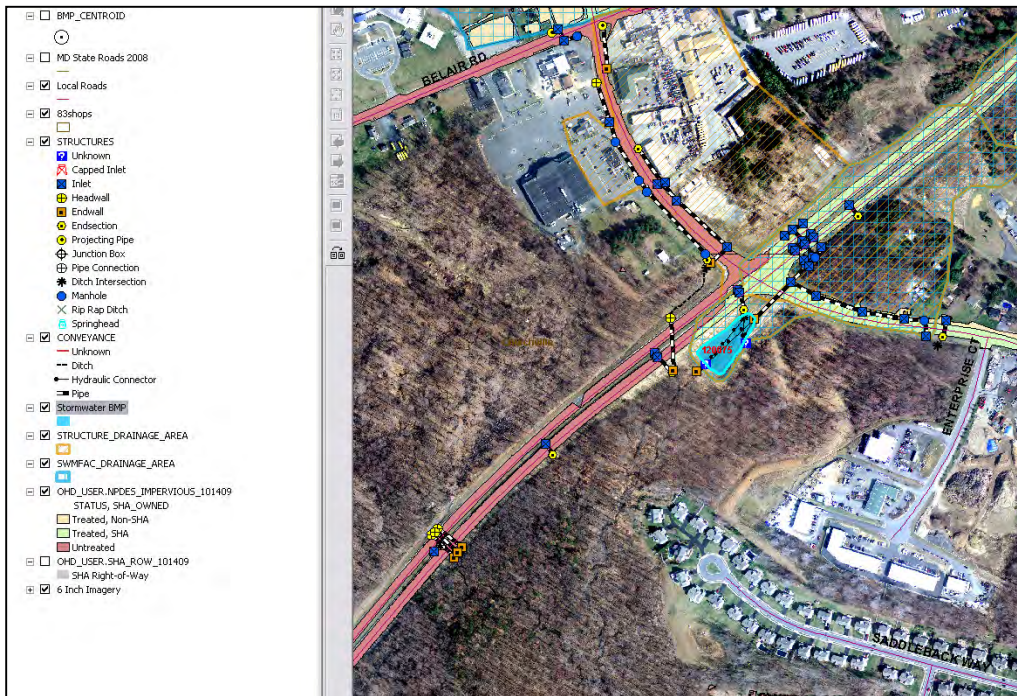 BMP_CENTROID
MD State Roads 2008
Local Roads
83shops
STRUCTURES
Unknown
Capped Inlet
Inlet
Headwall
Endwall
Endsection
Projecting Pipe
Junction Box
Pipe Connection
Ditch Intersection
Manhole
Rip Rap Ditch
Springhead
CONVEYANCE
Unknown
Ditch
Hydraulic Connector
Pipe
Stormwater BMP
STRUCTURE_DRAINAGE_AREA
SWMFAC_DRAINAGE_AREA
OHD_USER.NPDES_IMPERVIOUS_101409
STATUS, SHA_OWNED
Treated, Non-SHA
Treated, SHA
Untreated
OHD_USER.SHA_ROW_101409
SHA Right-of-Way
6 Inch Imagery
BELAIR RD
ENTERPRISE CT
SADDLEBACK WAY